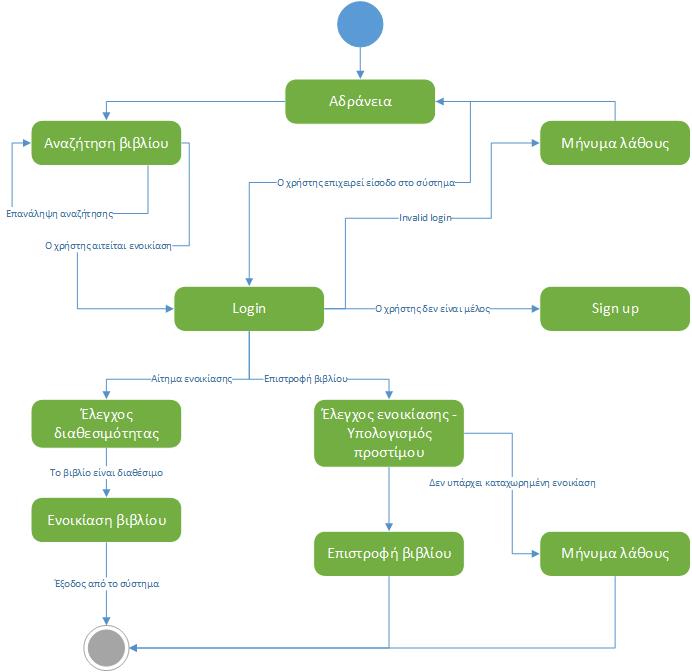 Αδράνεια
Αναζήτηση βιβλίου
Μήνυμα λάθους
Ο χρήστης επιχειρεί είσοδο στο σύστημα
Επανάληψη αναζήτησης
Invalid login
Ο χρήστης αιτείται ενοικίαση
Login
Ο χρήστης δεν είναι μέλος
Sign up
Αίτημα ενοικίασης
Επιστροφή βιβλίου
Έλεγχος
διαθεσιμότητας
Έλεγχος ενοικίασης -
Υπολογισμός
προστίμου
Το βιβλίο είναι διαθέσιμο
Δεν υπάρχει καταχωρημένη ενοικίαση
Ενοικίαση βιβλίου
Επιστροφή βιβλίου
Μήνυμα λάθους
Έξοδος από το σύστημα